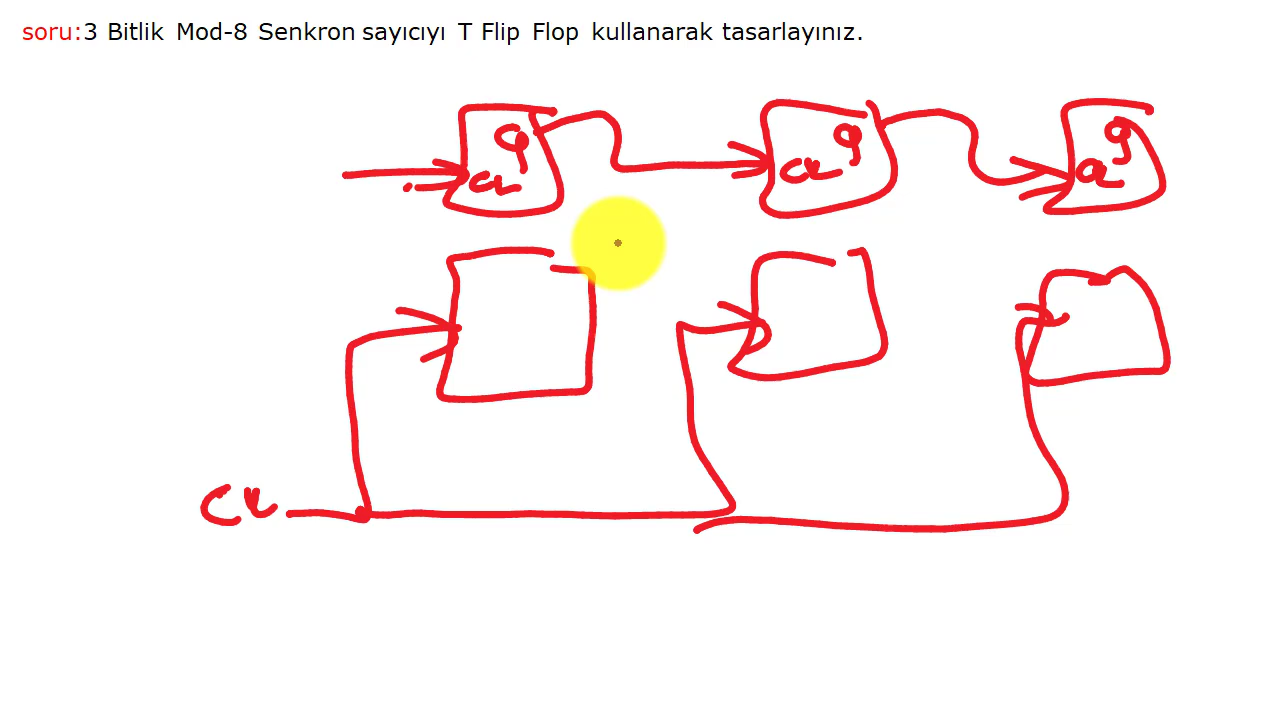 soru:3 Bitlik Mod-8 Senkron sayıcıyı T Flip Flop kullanarak tasarlayınız.
Q Q Q